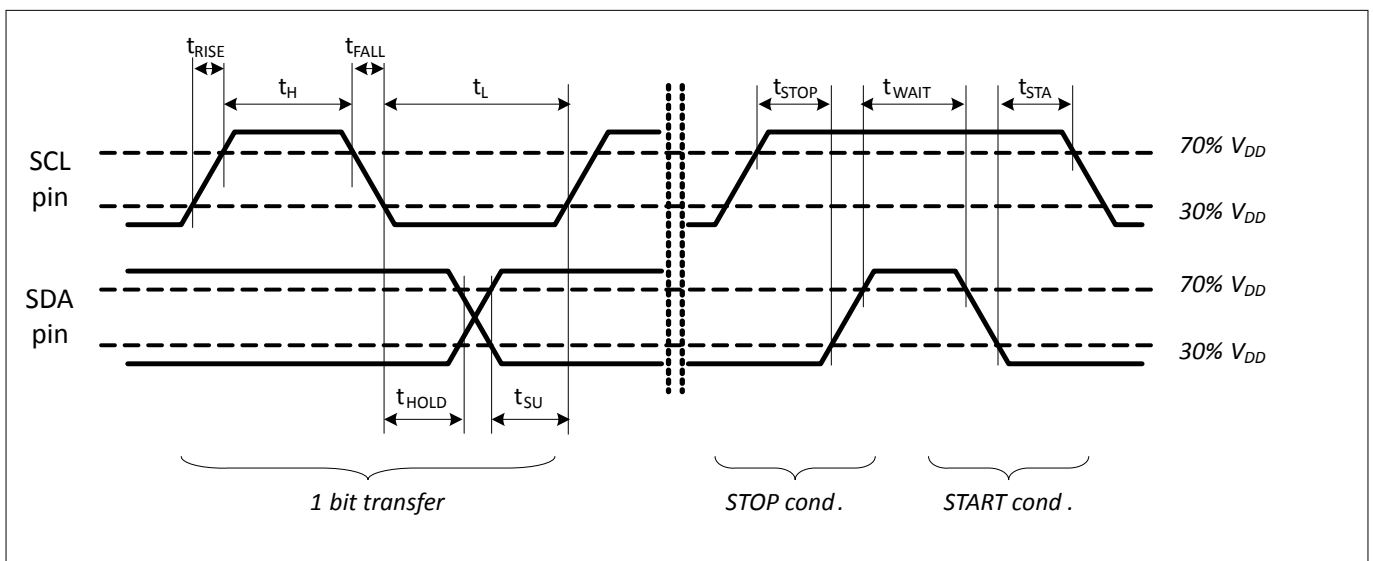 tRISE
tFALL
tH
tL
tSTOP
tWAIT
tSTA
SCL
pin
70% VDD
30% VDD
SDA
pin
70% VDD
30% VDD
tHOLD
tSU
1 bit transfer
STOP cond .
START cond .